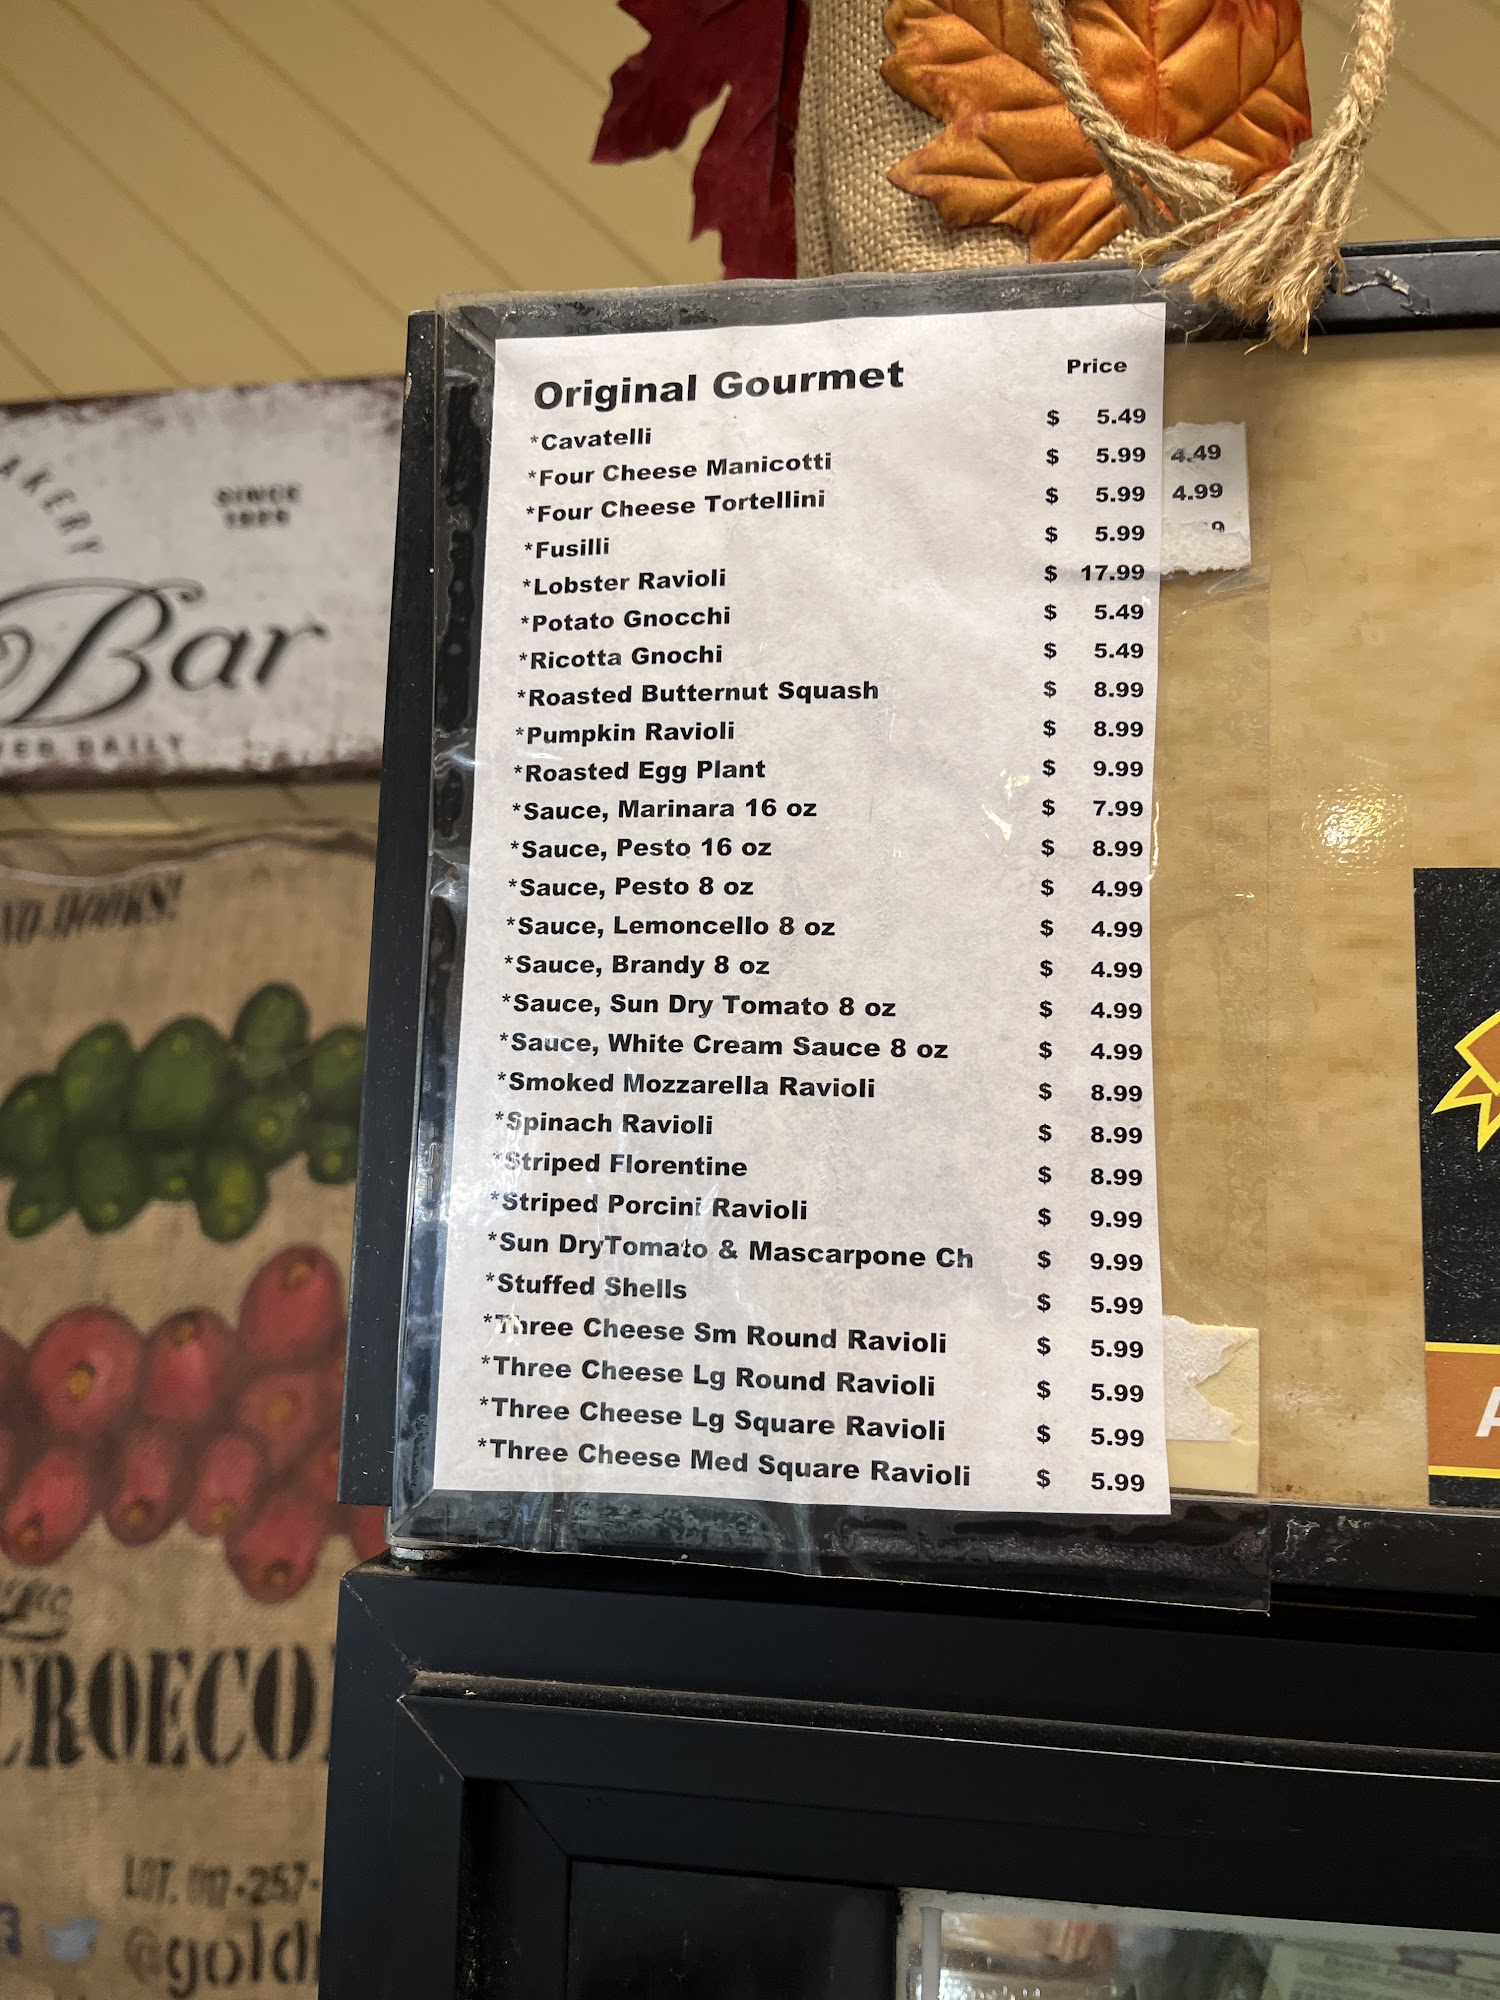 Original Gourmet Price
*Cavatelli $ 5.49
*Four Cheese Manicotti $ 5.99
*Four Cheese Tortellini $ 5.99
*Fusilli $ 5.99
*Lobster Ravioli $ 17.99
*Potato Gnocchi $ 5.49
*Ricotta Gnochi $ 5.49
*Roasted Butternut Squash $ 8.99
*Pumpkin Ravioli $ 8.99
*Roasted Egg Plant $ 9.99
*Sauce, Marinara 16 oz $ 7.99
*Sauce, Pesto 16 oz $ 8.99
*Sauce, Pesto 8 oz $ 4.99
*Sauce, Lemoncello 8 oz $ 4.99
*Sauce, Brandy 8 oz $ 4.99
*Sauce, Sun Dry Tomato 8 oz $ 4.99
*Sauce, White Cream Sauce 8 oz $ 4.99
*Smoked Mozzarella Ravioli $ 8.99
*Spinach Ravioli $ 8.99
*Striped Florentine $ 8.99
*Striped Porcini Ravioli $ 9.99
*Sun DryTomato & Mascarpone Ch $ 9.99
*Stuffed Shells $ 5.99
*Three Cheese Sm Round Ravioli $ 5.99
*Three Cheese Lg Round Ravioli $ 5.99
*Three Cheese Lg Square Ravioli $ 5.99
*Three Cheese Med Square Ravioli $ 5.99
4.49
4.99
AKERY
SINCE
Bar
DAILY
HOOKS!
CROECO
LOT.
@gold
A